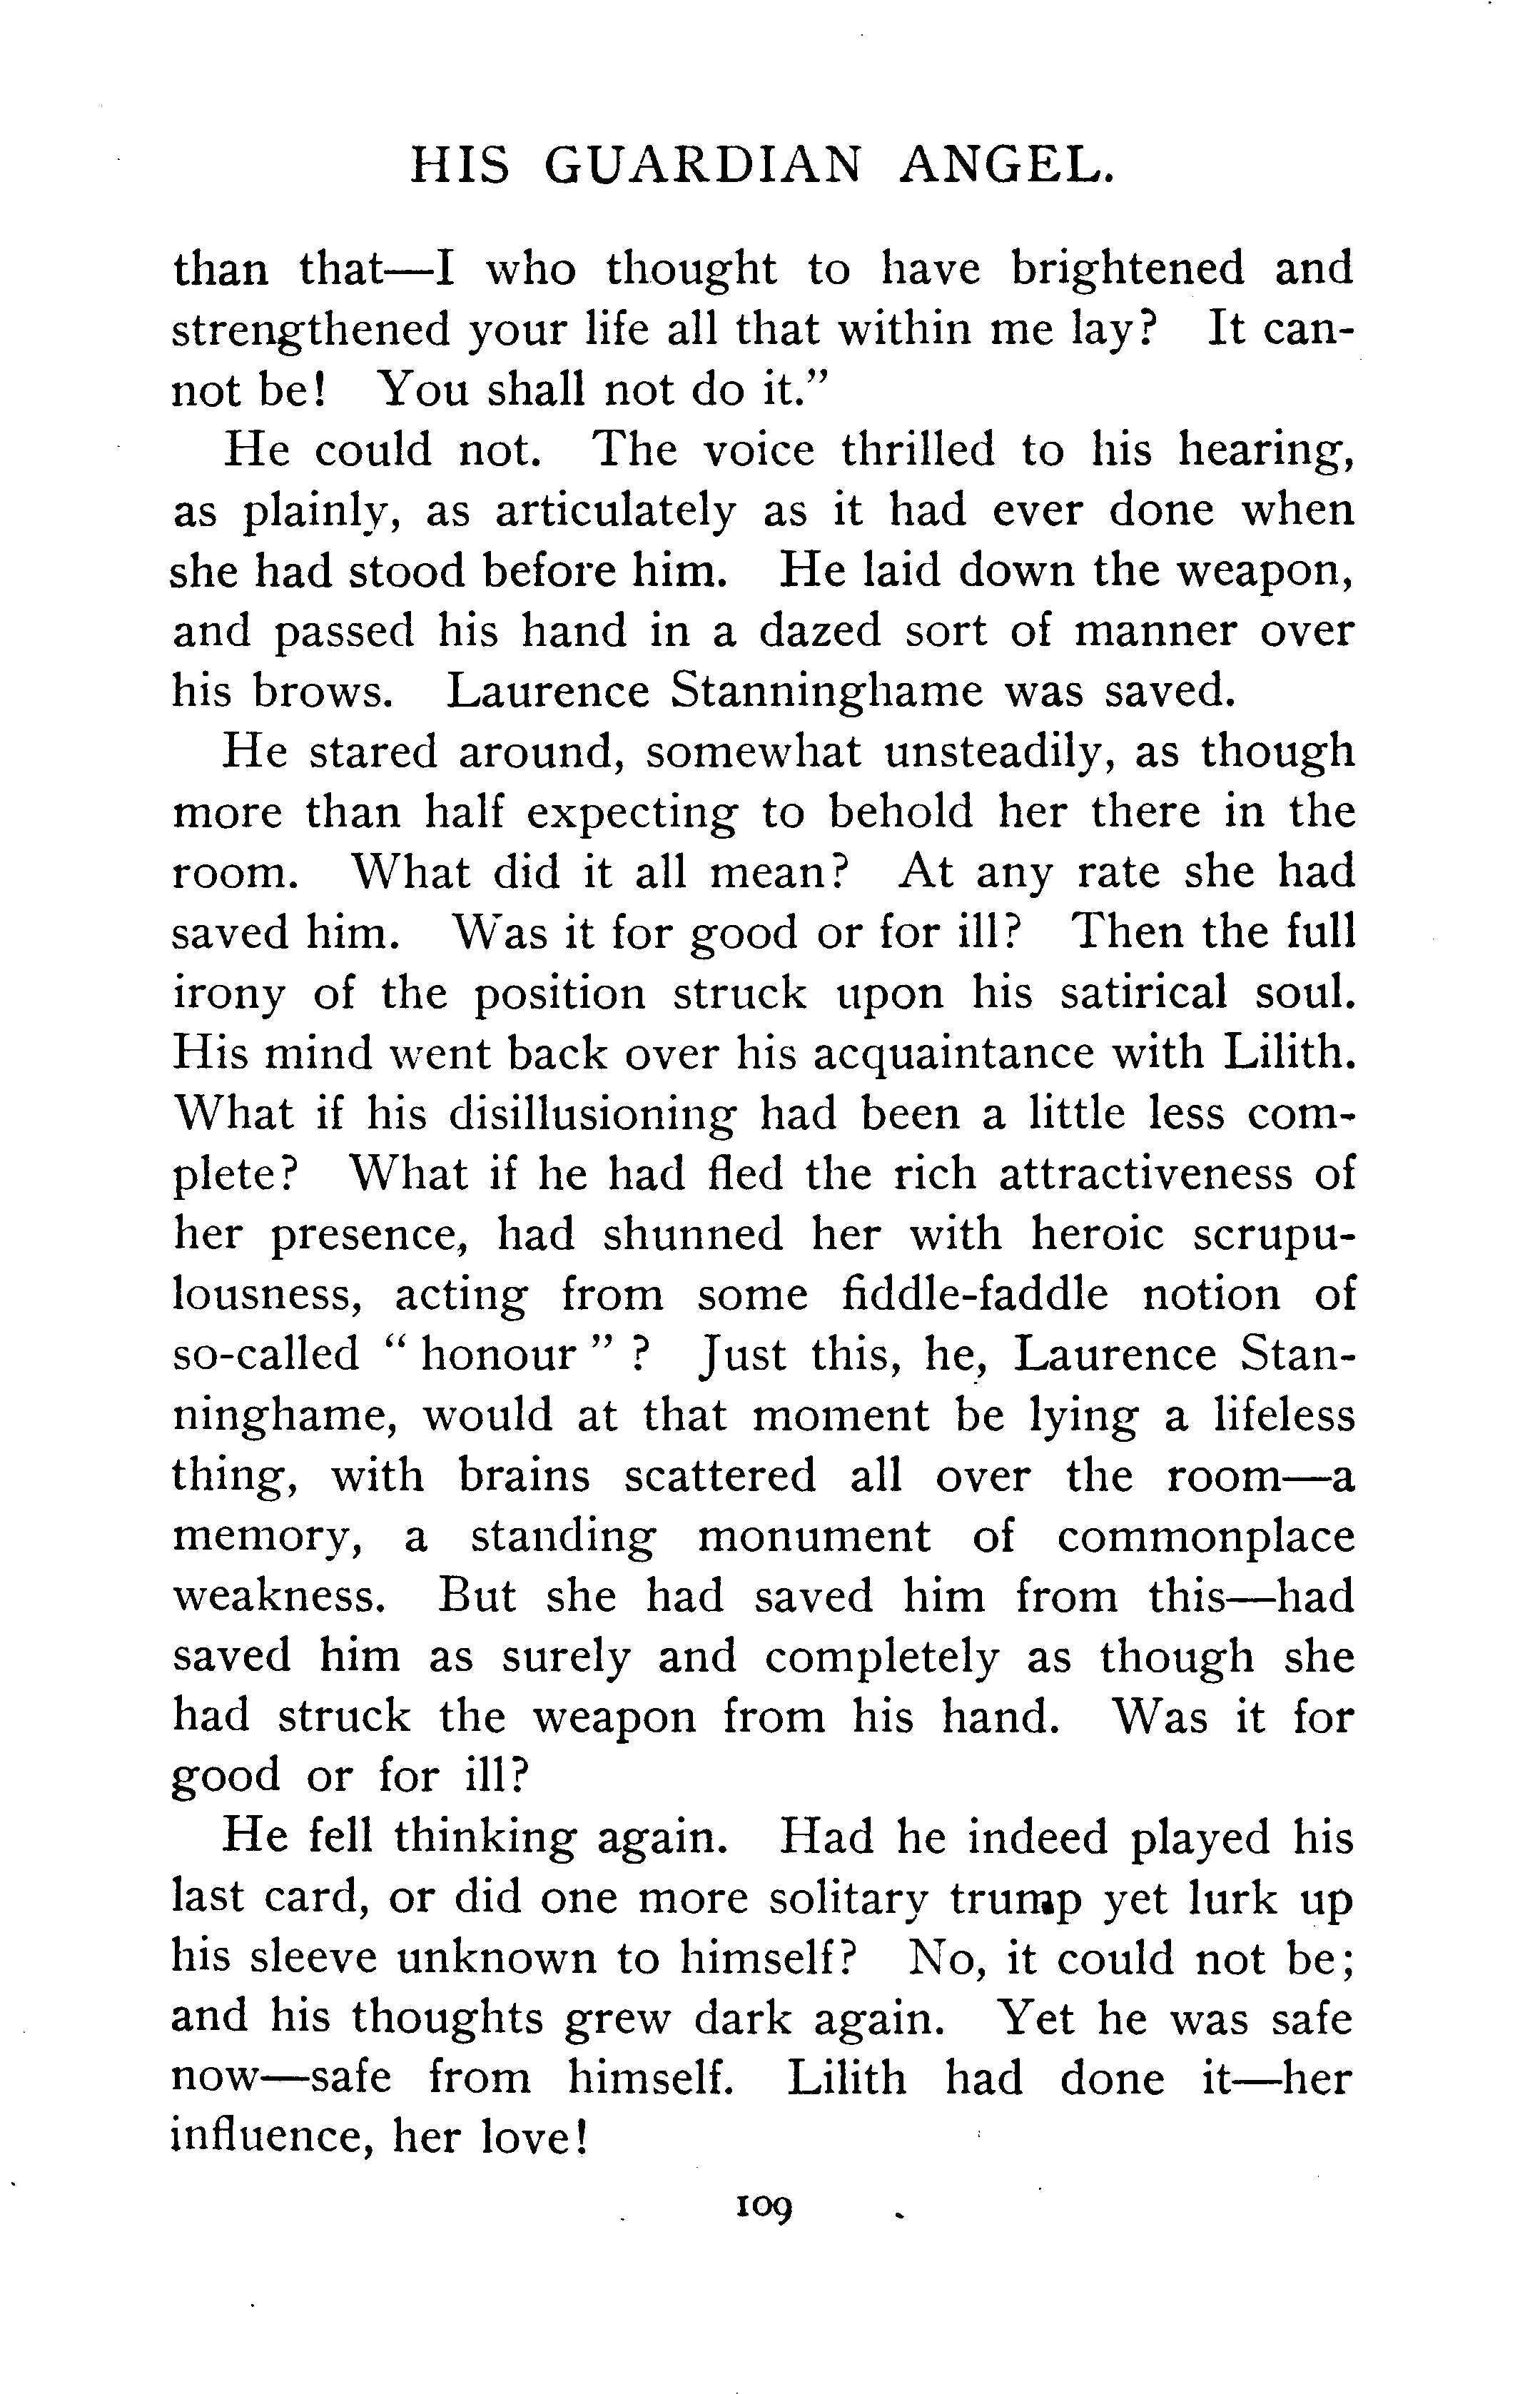 HIS GUARDIAN ANGEL.
than that—I who thought to have brightened and
strengthened your life all that within me lay? It can-
not be! You shall not do it.”
He could not. The voice thrilled to his hearing,
as plainly, as articulately as it had ever done when
she had stood before him. He laid down the weapon,
and passed his hand in a dazed sort of manner over
his brows. Laurence Stanninghame was saved.
He stared around, somewhat unsteadily, as though
more than half expecting to behold her there in the
room. What did it all mean? At any rate she had
saved him. Was it for good or for ill? Then the full
irony of the position struck upon his satirical soul.
His mind went back over his acquaintance with Lilith.
What if his disillusioning had been a little less com-
plete? What if he had fled the rich attractiveness of
her presence, had shunned her with heroic scrupu-
lousness, acting from some fiddle-faddle notion of
so-called “ honour ” ? Just this, he, Laurence Stan-
ninghame, would at that moment be lying a lifeless
thing, with brains scattered all over the room—a
memory, a standing monument of commonplace
weakness. But she had saved him from this—had
saved him as surely and completely as though she
had struck the weapon from his hand. Was it for
good or for ill?
He fell thinking again. Had he indeed played his
last card, or did one more solitary trump yet lurk up
his sleeve unknown to himself? No, it could not be;
and his thoughts grew dark again. Yet he was safe
now—safe from himself. Lilith had done it—her
influence, her love!
109